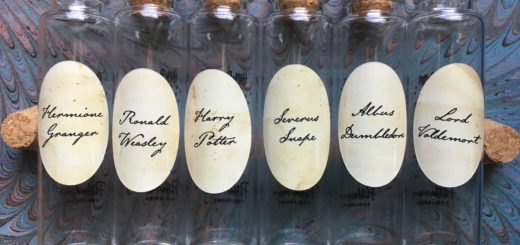 Hermione
Granger
Ronald
Weasley
Harry
Potter
Severus
Snape
Albus
Dumbledore
Lord
Voldemort